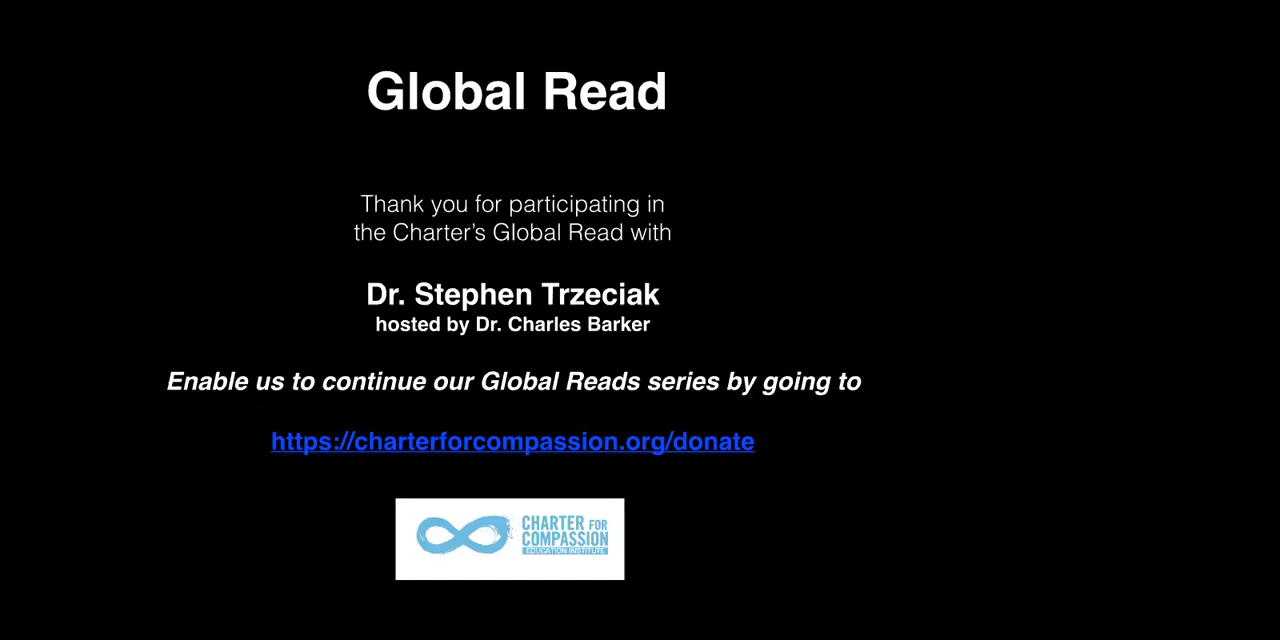 Global Read
Thank you for participating in
the Charter’s Global Read with
Dr. Stephen Trzeciak
hosted by Dr. Charles Barker
Enable us to continue our Global Reads series by going to
https://charterforcompassion.org/donate
CHARTER FOR
COMPASSION
EDUCATION INSTITUTE